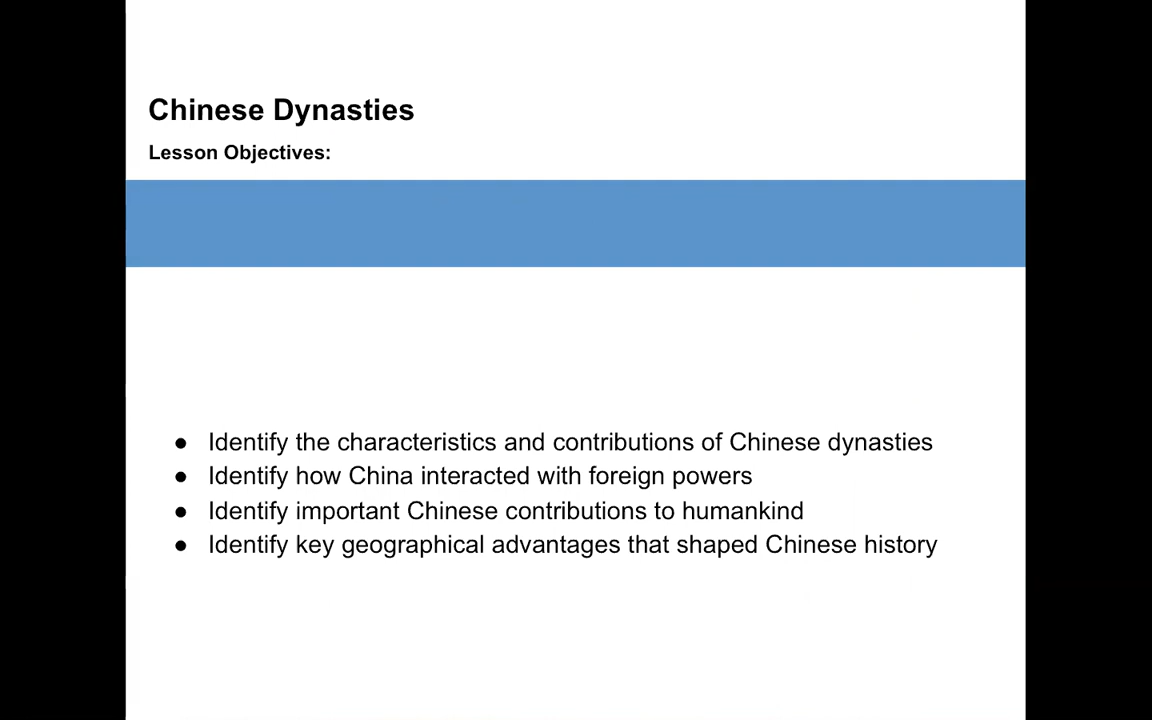 Chinese Dynasties
Lesson Objectives:
● Identify the characteristics and contributions of Chinese dynasties
● Identify how China interacted with foreign powers
● Identify important Chinese contributions to humankind
● Identify key geographical advantages that shaped Chinese history